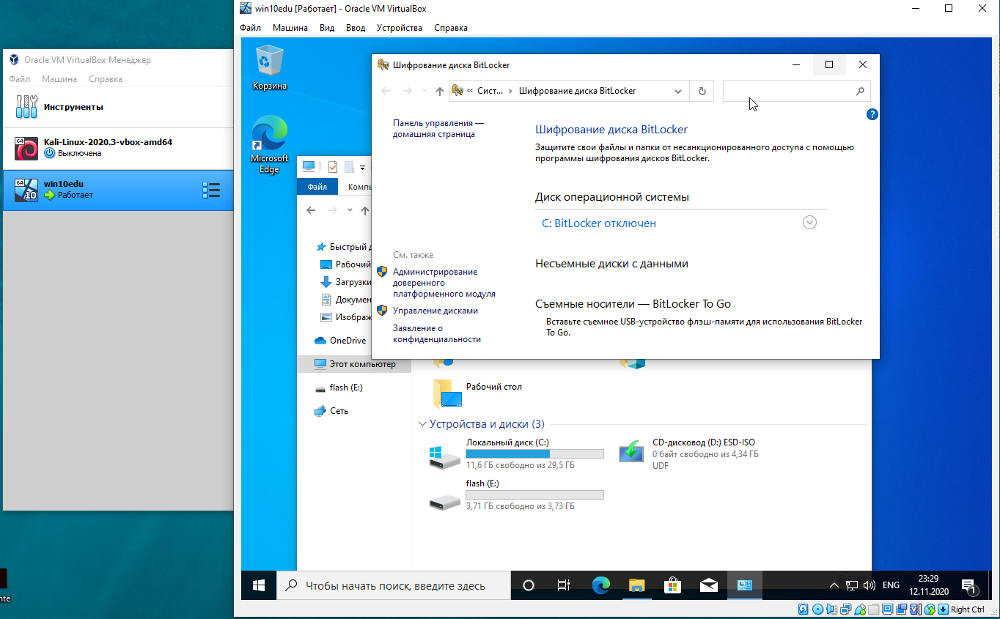 win10edu [Работает] - Oracle VM VirtualBox
Файл Машина Вид Ввод Устройства Справка
Oracle VM VirtualBox Менеджер
Файл Машина Справка
Инструменты
64
Kali-Linux-2020.3-vbox-amd64
Выключена
64
10
win10edu
Работает
nte
Корзина
Microsoft
Edge
Шифрование диска BitLocker
« Сист... › Шифрование диска BitLocker
Панель управления —
домашняя страница
См. также
Администрирование
доверенного
платформенного модуля
Управление дисками
Заявление о
конфиденциальности
Шифрование диска BitLocker
Защитите свои файлы и папки от несанкционированного доступа с помощью
программы шифрования дисков BitLocker.
Диск операционной системы
C: BitLocker отключен
Несъемные диски с данными
Съемные носители — BitLocker To Go
Вставьте съемное USB-устройство флэш-памяти для использования BitLocker
To Go.
Файл Компь
Быстрый д
Рабочий
Загрузки
Докумен
Изображ
OneDrive
Этот компьютер
flash (E:)
Сеть
Рабочий стол
Устройства и диски (3)
Локальный диск (C:)
11,6 ГБ свободно из 29,5 ГБ
CD-дисковод (D:) ESD-ISO
0 байт свободно из 4,34 ГБ
UDF
flash (E:)
3,71 ГБ свободно из 3,73 ГБ
Чтобы начать поиск, введите здесь
ENG
23:29
12.11.2020
1
Right Ctrl